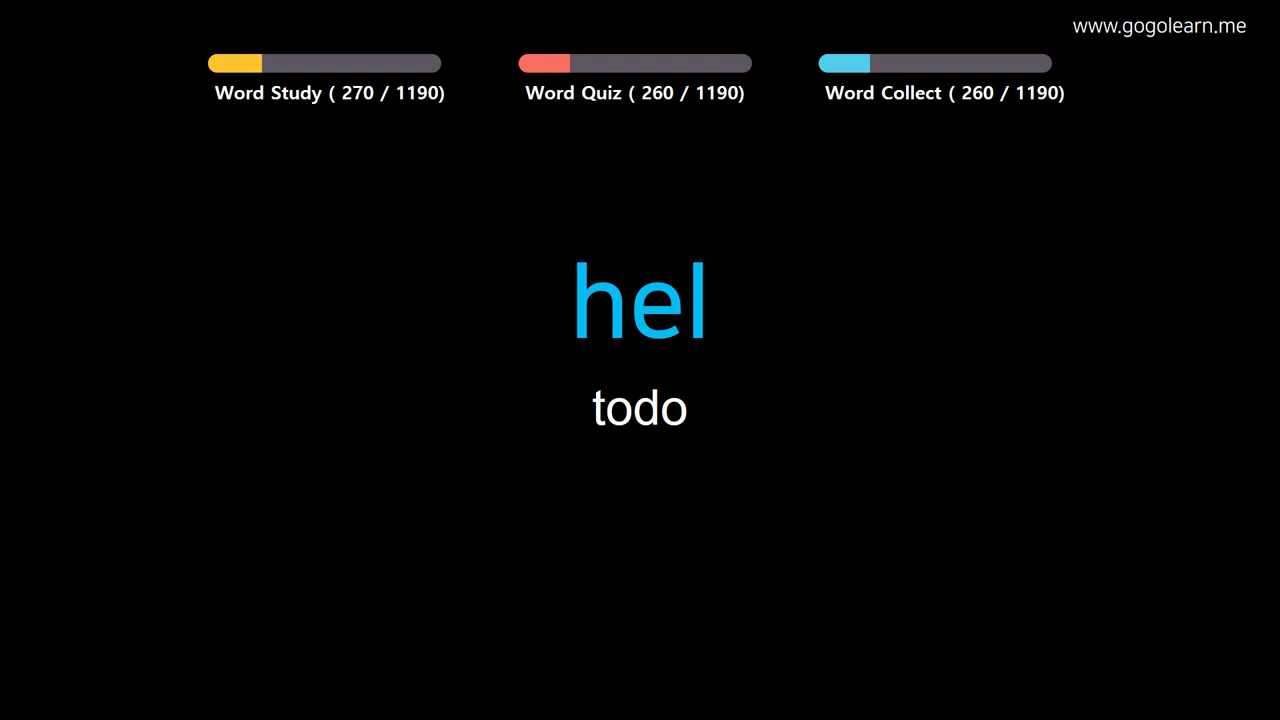 www.gogolearn.me
Word Study ( 270 / 1190)
Word Quiz ( 260 / 1190)
Word Collect ( 260 / 1190)
hel
todo